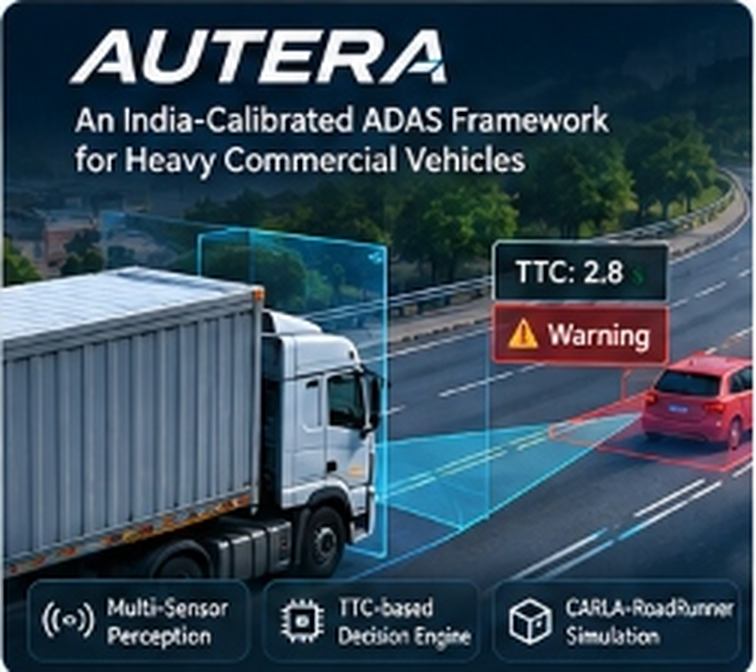 AUTERA
An India-Calibrated ADAS Framework
for Heavy Commercial Vehicles
TTC: 2.8 s
Warning
Multi-Sensor
Perception
TTC-based
Decision Engine
CARLA-RoadRunner
Simulation